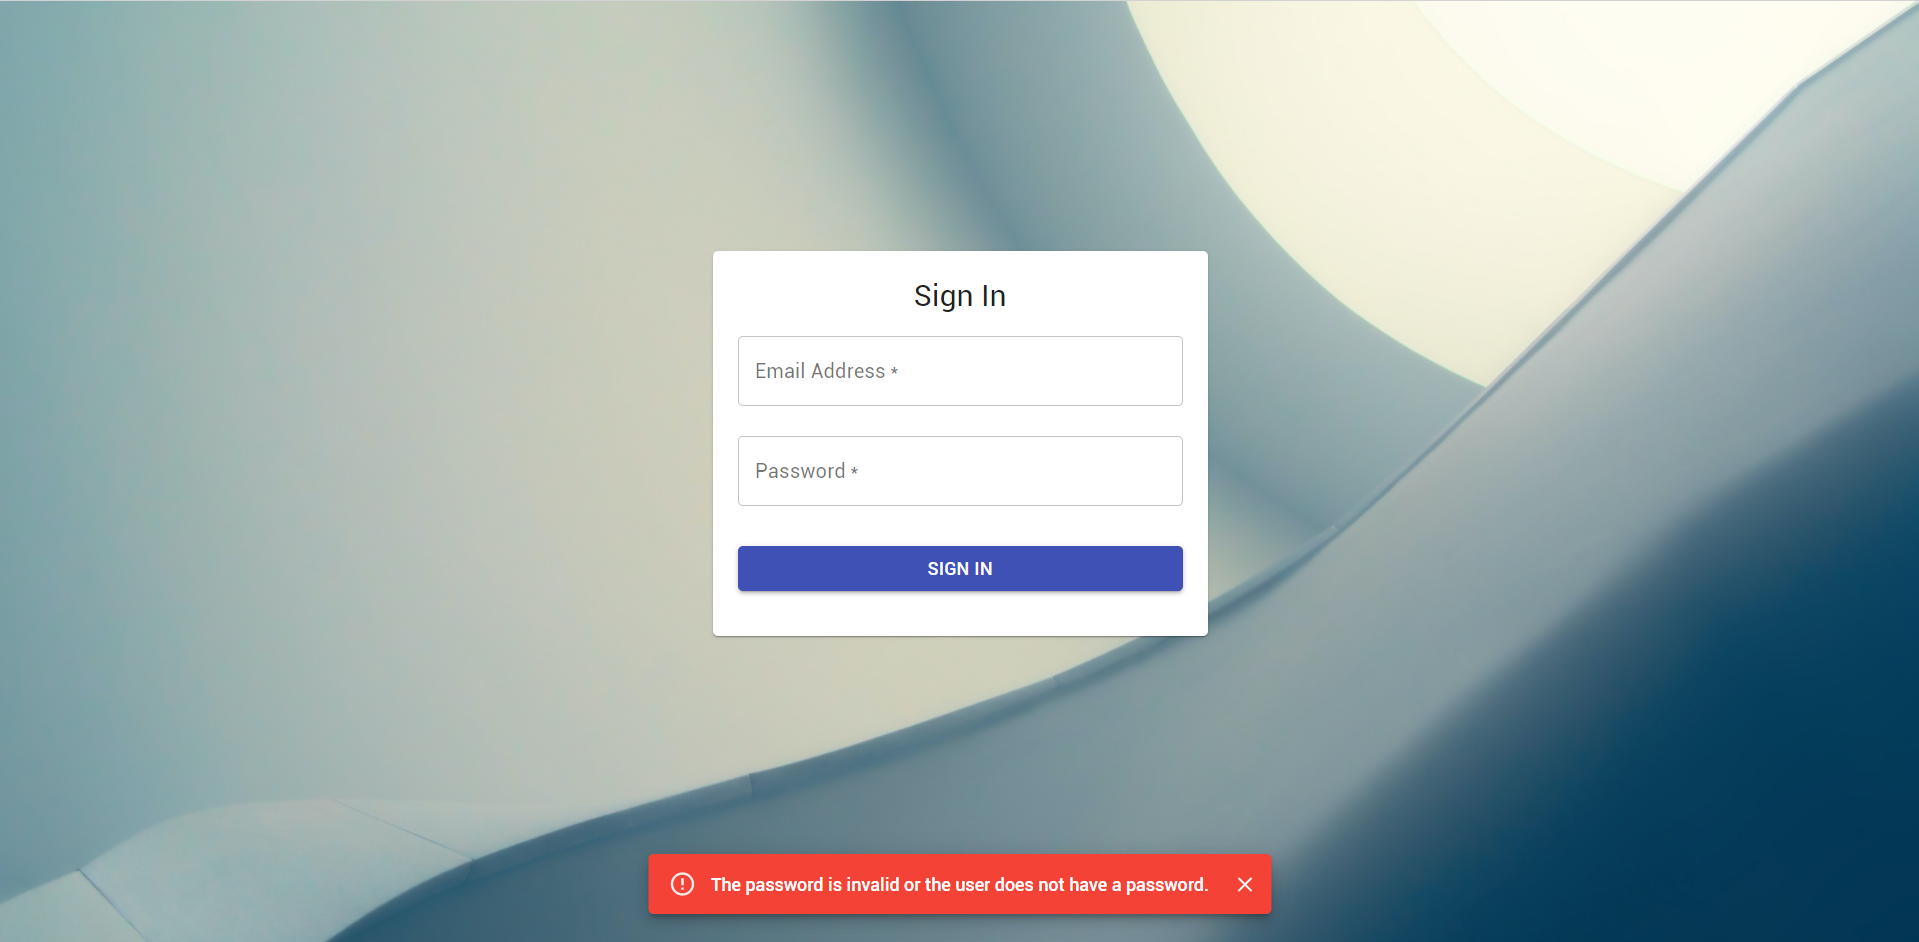 Sign In
Email Address *
Password *
SIGN IN
The password is invalid or the user does not have a password.